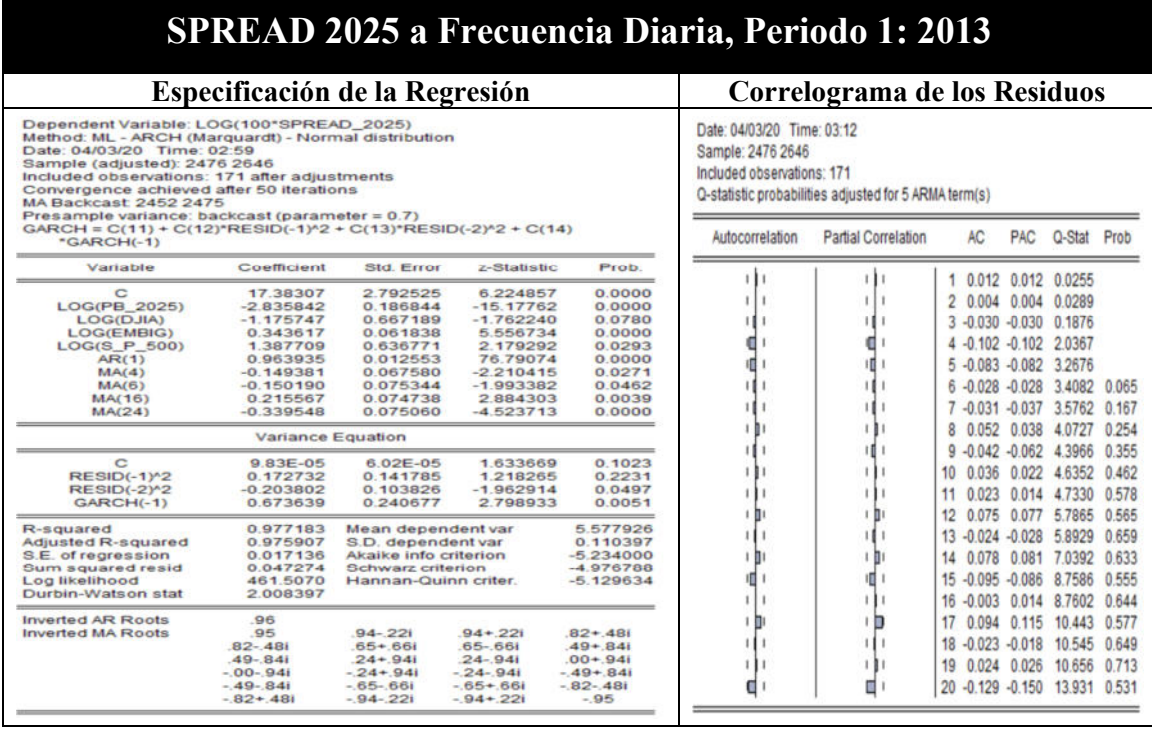 SPREAD 2025 a Frecuencia Diaria, Periodo 1: 2013
Especificación de la Regresión
Dependent Variable: LOG(100*SPREAD_2025)
Method: ML - ARCH (Marquardt) - Normal distribution
Date: 04/03/20 Time: 02:59
Sample (adjusted): 2476 2646
Included observations: 171 after adjustments
Convergence achieved after 50 iterations
MA Backcast: 2452 2475
Presample variance: backcast (parameter = 0.7)
GARCH = C(11) + C(12)*RESID(-1)^2 + C(13)*RESID(-2)^2 + C(14)
*GARCH(-1)
Variable Coefficient Std. Error z-Statistic Prob.
C 17.38307 2.792525 6.224857 0.0000
LOG(PB_2025) -2.835842 0.186844 -15.17762 0.0000
LOG(DJIA) -1.175747 0.667189 -1.762240 0.0780
LOG(EMBIG) 0.343617 0.061838 5.556734 0.0000
LOG(S_P_500) 1.387709 0.636771 2.179292 0.0293
AR(1) 0.963935 0.012553 76.79074 0.0000
MA(4) -0.149381 0.067580 -2.210415 0.0271
MA(6) -0.150190 0.075344 -1.993382 0.0462
MA(16) 0.215567 0.074738 2.884303 0.0039
MA(24) -0.339548 0.075060 -4.523713 0.0000
Variance Equation
C 9.83E-05 6.02E-05 1.633669 0.1023
RESID(-1)^2 0.172732 0.141785 1.218265 0.2231
RESID(-2)^2 -0.203802 0.103826 -1.962914 0.0497
GARCH(-1) 0.673639 0.240677 2.798933 0.0051
R-squared 0.977183 Mean dependent var 5.577926
Adjusted R-squared 0.975907 S.D. dependent var 0.110397
S.E. of regression 0.017136 Akaike info criterion -5.234000
Sum squared resid 0.047274 Schwarz criterion -4.976788
Log likelihood 461.5070 Hannan-Quinn criter. -5.129634
Durbin-Watson stat 2.008397
Inverted AR Roots .96
Inverted MA Roots .95 .94-.22i .94+.22i .82+.48i
.82-.48i .65+.66i .65-.66i .49+.84i
.49-.84i .24+.94i .24-.94i .00+.94i
-.00-.94i -.24+.94i -.24-.94i -.49+.84i
-.49-.84i -.65-.66i -.65+.66i -.82-.48i
-.82+.48i -.94-.22i -.94+.22i -.95
Correlograma de los Residuos
Date: 04/03/20 Time: 03:12
Sample: 2476 2646
Included observations: 171
Q-statistic probabilities adjusted for 5 ARMA term(s)
Autocorrelation Partial Correlation AC PAC Q-Stat Prob
1 0.012 0.012 0.0255
2 0.004 0.004 0.0289
3 -0.030 -0.030 0.1876
4 -0.102 -0.102 2.0367
5 -0.083 -0.082 3.2676
6 -0.028 -0.028 3.4082 0.065
7 -0.031 -0.037 3.5762 0.167
8 0.052 0.038 4.0727 0.254
9 -0.042 -0.062 4.3966 0.355
10 0.036 0.022 4.6352 0.462
11 0.023 0.014 4.7330 0.578
12 0.075 0.077 5.7865 0.565
13 -0.024 -0.028 5.8929 0.659
14 0.078 0.081 7.0392 0.633
15 -0.095 -0.086 8.7586 0.555
16 -0.003 0.014 8.7602 0.644
17 0.094 0.115 10.443 0.577
18 -0.023 -0.018 10.545 0.649
19 0.024 0.026 10.656 0.713
20 -0.129 -0.150 13.931 0.531